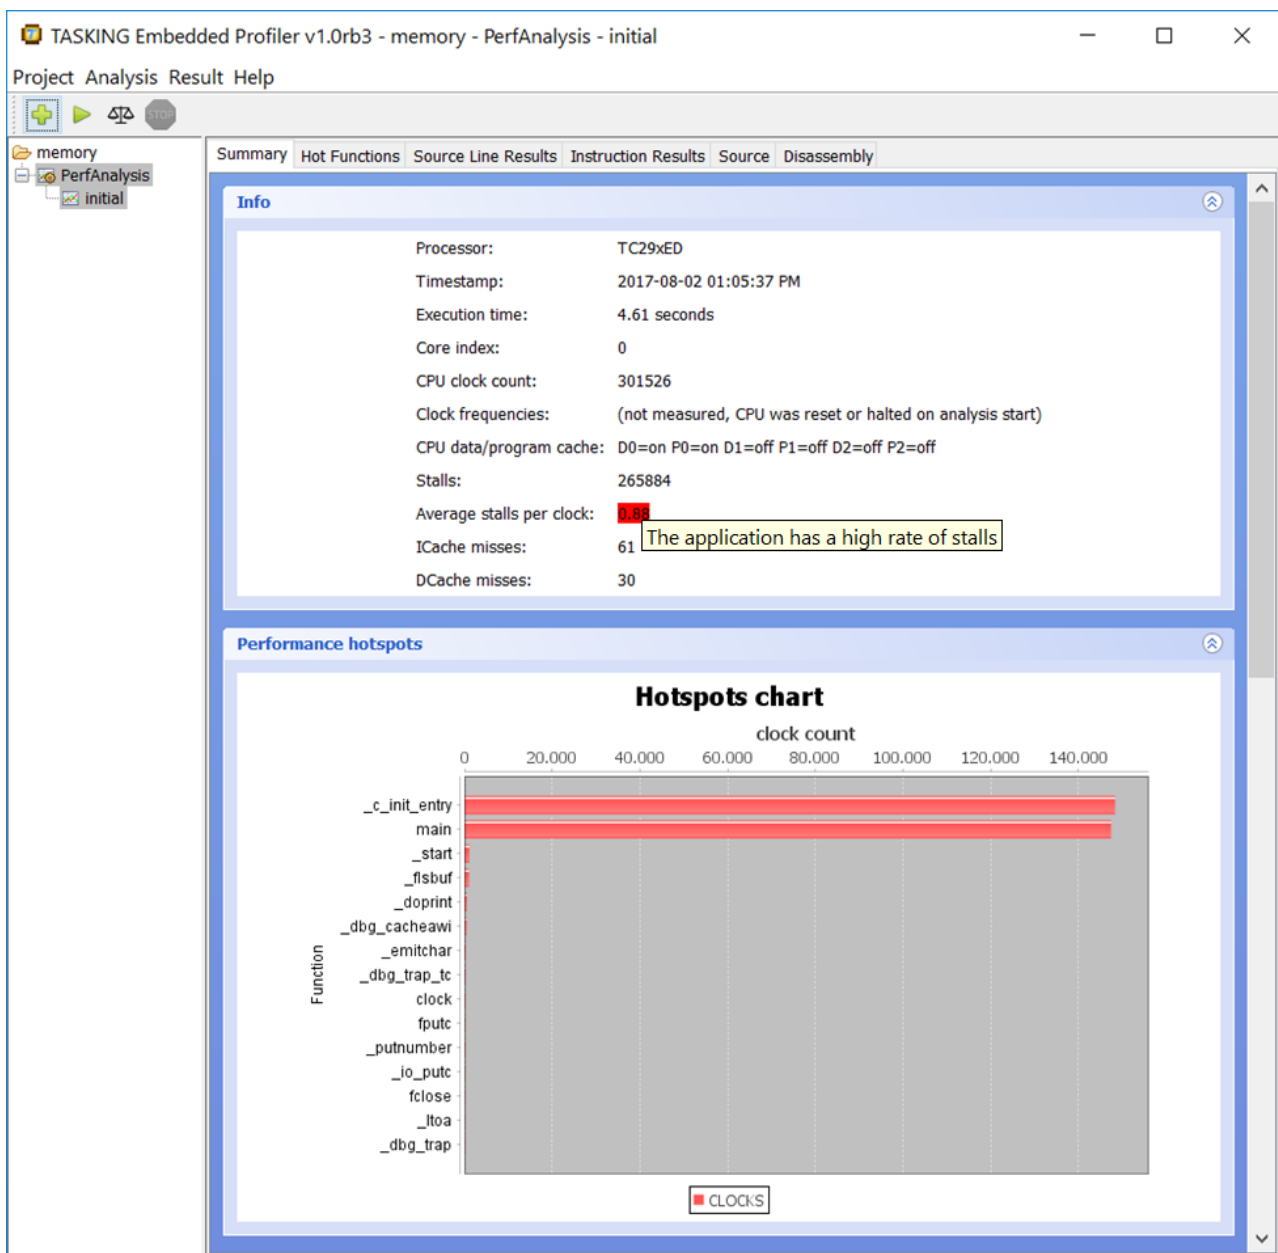 TASKING Embedded Profiler v1.0rb3 - memory - PerfAnalysis - initial
Project Analysis Result Help
STOP
memory
PerfAnalysis
initial
Summary Hot Functions Source Line Results Instruction Results Source Disassembly
Info
Processor: TC29xED
Timestamp: 2017-08-02 01:05:37 PM
Execution time: 4.61 seconds
Core index: 0
CPU clock count: 301526
Clock frequencies: (not measured, CPU was reset or halted on analysis start)
CPU data/program cache: D0=on P0=on D1=off P1=off D2=off P2=off
Stalls: 265884
Average stalls per clock: 0.88
The application has a high rate of stalls
ICache misses: 61
DCache misses: 30
Performance hotspots
Hotspots chart
clock count
0 20.000 40.000 60.000 80.000 100.000 120.000 140.000
Function
_c_init_entry
main
_start
_flsbuf
_doprint
_dbg_cacheawi
_emitchar
_dbg_trap_tc
clock
fputc
_putnumber
_io_putc
fclose
_ltoa
_dbg_trap
CLOCKS